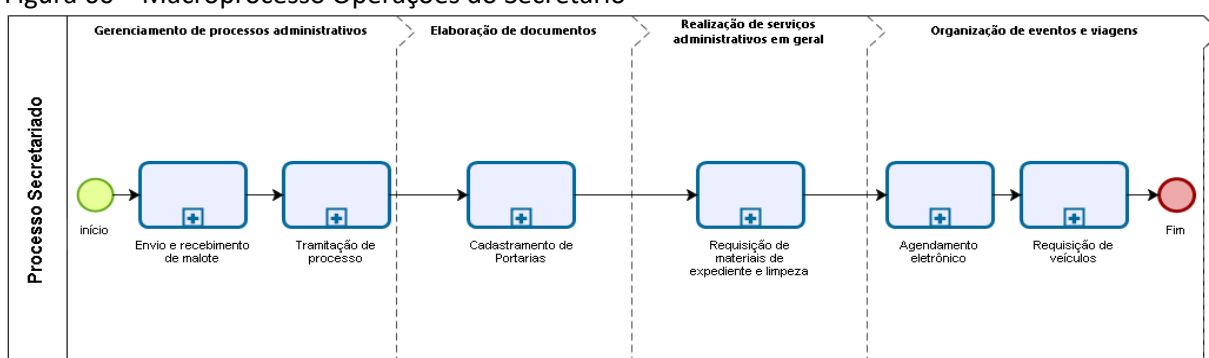 Figura 60 – Macroprocesso Operações do Secretário
Gerenciamento de processos administrativos
Elaboração de documentos
Realização de serviços
administrativos em geral
Organização de eventos e viagens
Processo Secretariado
início
Envio e recebimento
de malote
Tramitação de
processo
Cadastramento de
Portarias
Requisição de
materiais de
expediente e limpeza
Agendamento
eletrônico
Requisição de
veículos
Fim